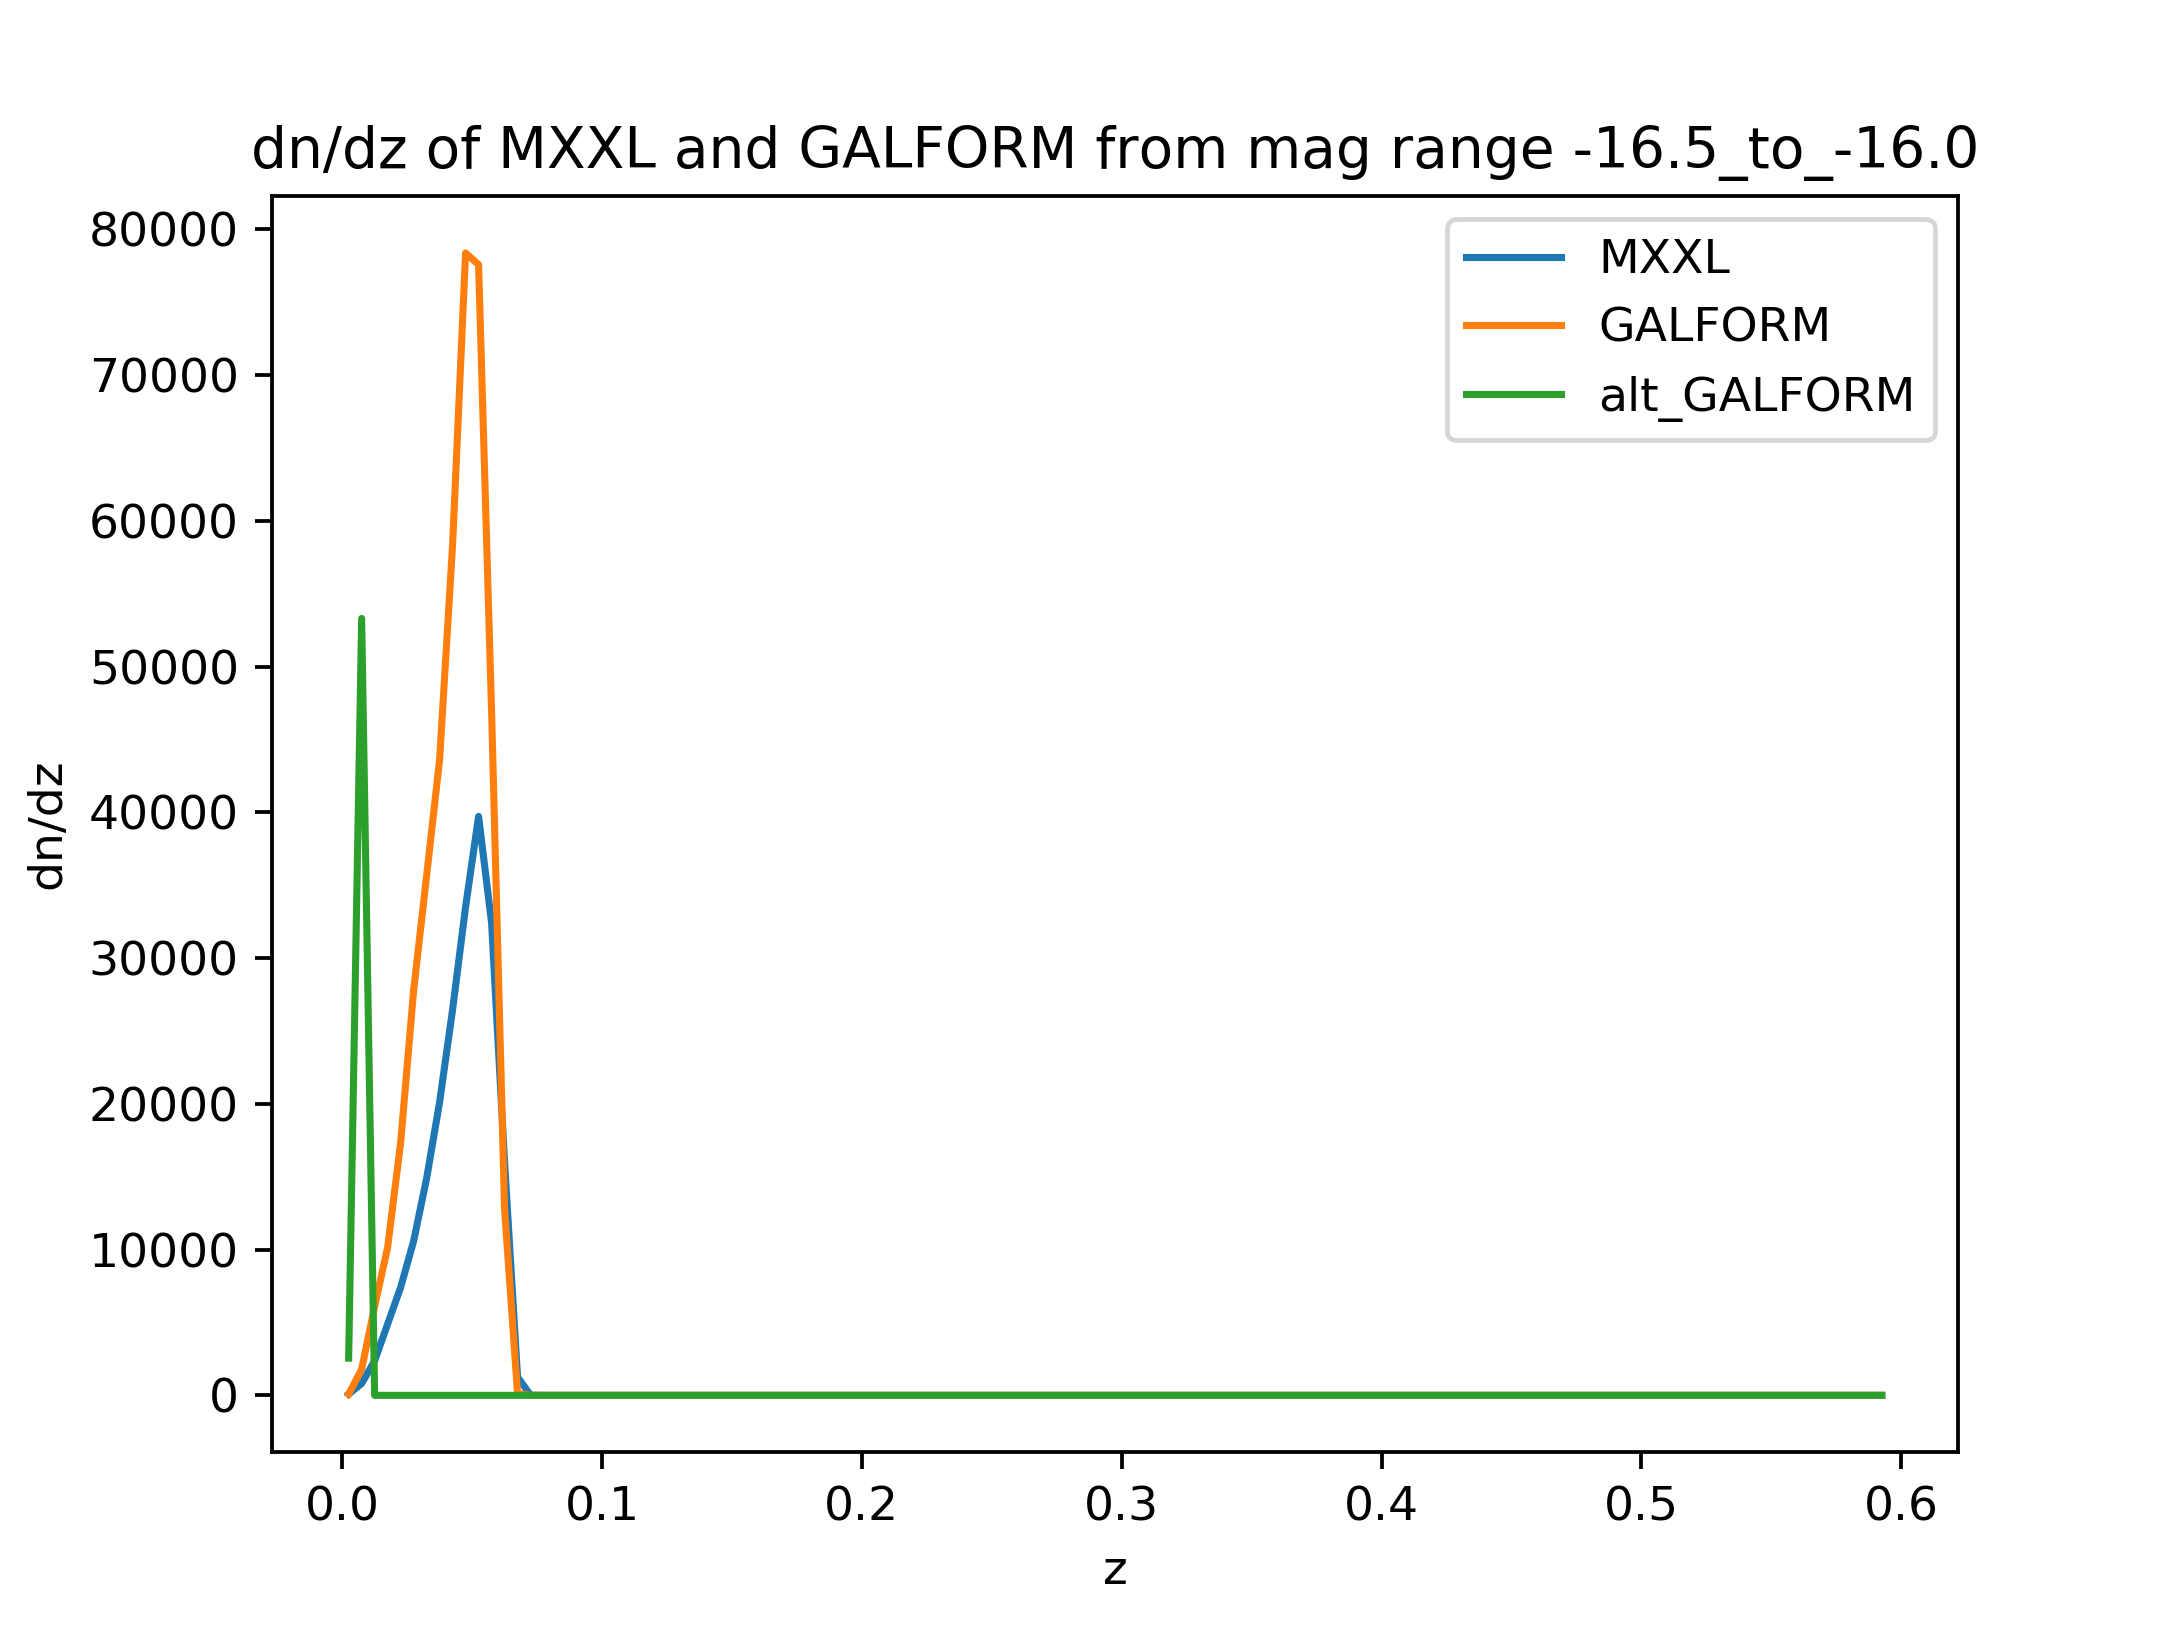 dn/dz of MXXL and GALFORM from mag range -16.5_to_-16.0
MXXL
GALFORM
alt_GALFORM
80000
70000
60000
50000
40000
30000
20000
10000
0
dn/dz
0.0 0.1 0.2 0.3 0.4 0.5 0.6
z